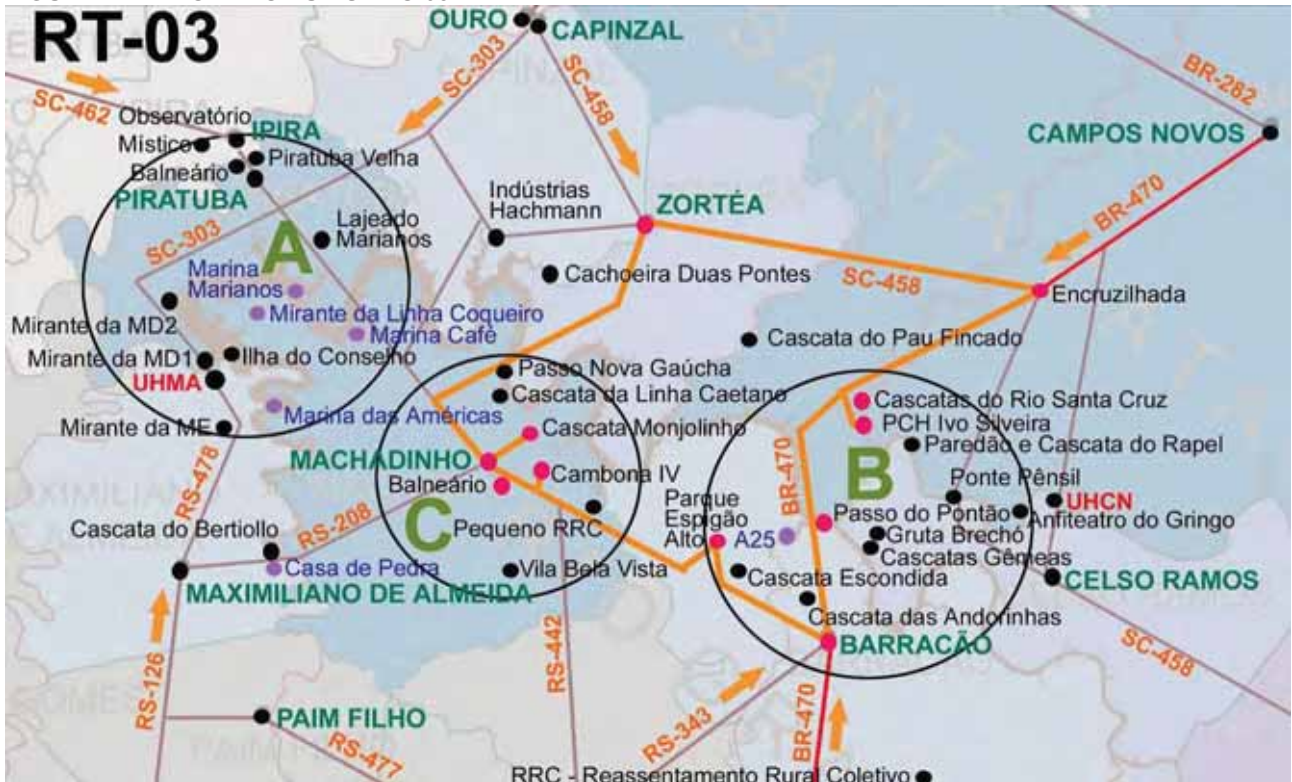 RT-03
OURO
CAPINZAL
SC-303
SC-458
BR-282
SC-462
CAMPOS NOVOS
Observatório
IPIRA
Místico
Piratuba Velha
Balneário
PIRATUBA
Indústrias
Hachmann
ZORTÉA
BR-470
Lajeado
Marianos
SC-303
A
Marina
Marianos
Cachoeira Duas Pontes
SC-458
Encruzilhada
Mirante da Linha Coqueiro
Mirante da MD2
Marina Café
Cascata do Pau Fincado
Mirante da MD1
Ilha do Conselho
UHMA
Passo Nova Gaúcha
Cascata da Linha Caetano
Cascatas do Rio Santa Cruz
Marina das Américas
PCH Ivo Silveira
Mirante da ME
Cascata Monjolinho
Paredão e Cascata do Rapel
MACHADINHO
Cambona IV
BR-470
B
RS-478
Balneário
Ponte Pênsil
Parque
Espigão
Alto
UHCN
C
Pequeno RRC
A25
Passo do Pontão
Anfiteatro do Gringo
RS-208
Gruta Brechó
Cascata do Bertiollo
Cascatas Gêmeas
Casa de Pedra
Vila Bela Vista
Cascata Escondida
CELSO RAMOS
MAXIMILIANO DE ALMEIDA
Cascata das Andorinhas
BARRACÃO
RS-126
RS-442
SC-458
PAIM FILHO
RS-343
BR-470
RS-477
RRC - Reassentamento Rural Coletivo